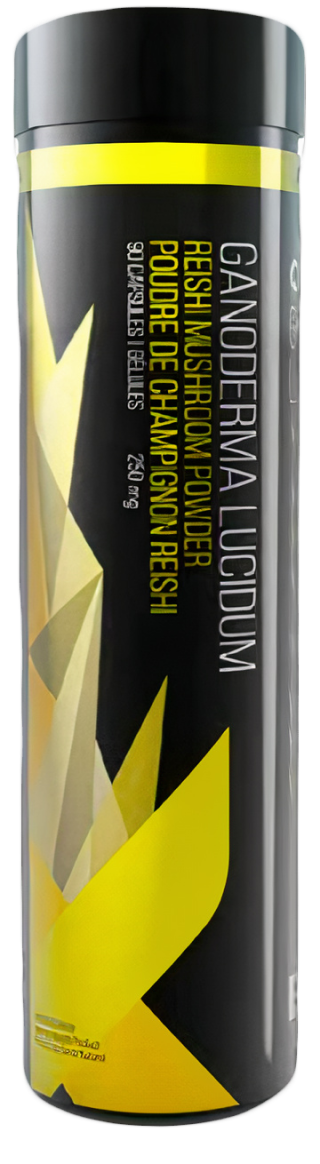 GANODERMA LUCIDUM
REISHI MUSHROOM POWDER
POUDRE DE CHAMPIGNON REISHI
90 CAPSULES | GÉLULES 250 mg